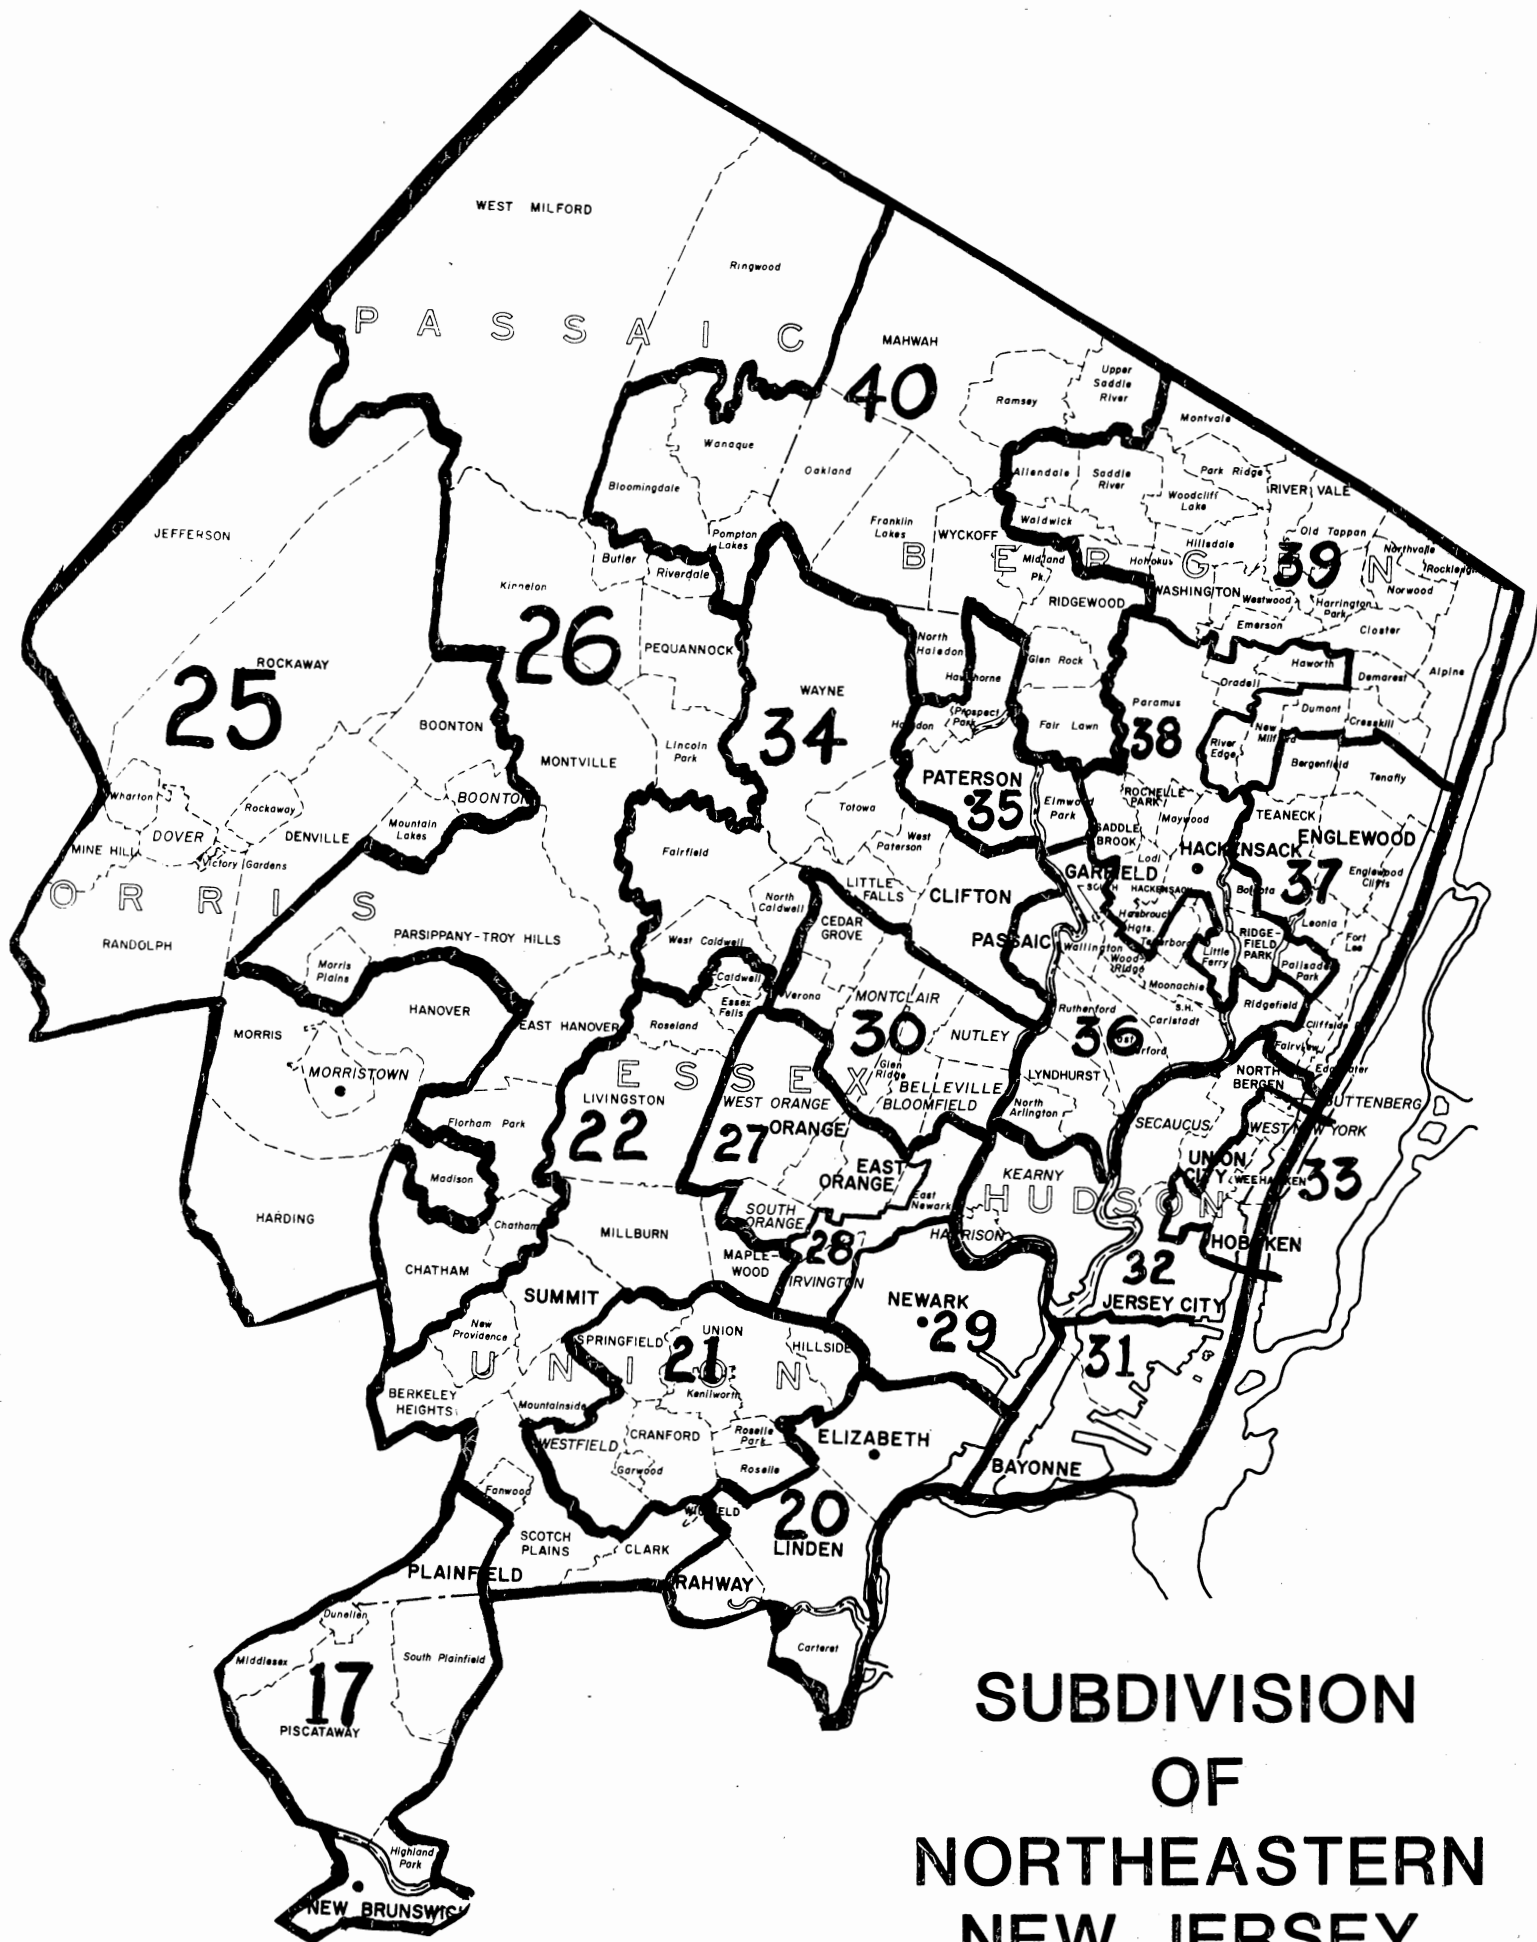 WEST MILFORD
Ringwood
PASSAIC
MAHWAH
40
Upper
Saddle
River
Ramsey
Montvale
Wanaque
Oakland
Allendale
Saddle
River
Park Ridge
Woodcliff
Lake
RIVER VALE
Bloomingdale
JEFFERSON
Franklin
Lakes
WYCKOFF
Waldwick
Old Tappan
Hillsdale
39
Northvale
Rockleigh
Pompton
Lakes
Butler
Riverdale
BERGEN
Midland
Pk.
Hohokus
WASHINGTON
Norwood
Kinnelon
RIDGEWOOD
Westwood
Harrington
Park
Emerson
Closter
26
PEQUANNOCK
North
Haledon
Glen Rock
Haworth
Alpine
ROCKAWAY
25
WAYNE
34
Hawthorne
Oradell
Demarest
Paramus
38
Dumont
Cresskill
BOONTON
Haledon
Prospect
Park
Fair Lawn
River
Edge
New
Milford
MONTVILLE
Lincoln
Park
Bergenfield
Tenafly
PATERSON
35
Wharton
Rockaway
BOONTON
Totowa
Elmwood
Park
ROCHELLE
PARK
Maywood
TEANECK
DOVER
DENVILLE
Mountain
Lakes
SADDLE
BROOK
ENGLEWOOD
MINE HILL
Victory Gardens
Fairfield
West
Paterson
Lodi
HACKENSACK
GARFIELD
Englewood
Cliffs
MORRIS
North
Caldwell
LITTLE
FALLS
CLIFTON
SOUTH HACKENSACK
Bogota
37
CEDAR
GROVE
Hasbrouck
Hgts.
Leonia
RANDOLPH
PARSIPPANY-TROY HILLS
West Caldwell
PASSAIC
Wallington
Teterboro
Little
Ferry
RIDGE-
FIELD
PARK
Fort
Lee
Morris
Plains
Caldwell
Wood-
Ridge
Palisades
Park
HANOVER
Verona
MONTCLAIR
Moonachie
Essex
Fells
Rutherford
S.H.
Ridgefield
MORRIS
EAST HANOVER
Roseland
30
NUTLEY
36
Carlstadt
Cliffside
East
Rutherford
Fairview
MORRISTOWN
ESSEX
Glen
Ridge
BELLEVILLE
LYNDHURST
NORTH
BERGEN
Edgewater
LIVINGSTON
22
WEST ORANGE
BLOOMFIELD
North
Arlington
GUTTENBERG
Florham Park
27
ORANGE
SECAUCUS
WEST NEW YORK
Madison
EAST
ORANGE
KEARNY
UNION
CITY
WEEHAWKEN
33
HARDING
East
Newark
HUDSON
SOUTH
ORANGE
Chatham
MILLBURN
28
HARRISON
HOBOKEN
CHATHAM
MAPLE-
WOOD
IRVINGTON
32
SUMMIT
NEWARK
29
JERSEY CITY
New
Providence
SPRINGFIELD
UNION
HILLSIDE
31
UNION
21
BERKELEY
HEIGHTS
Mountainside
Kenilworth
WESTFIELD
CRANFORD
Roselle
Park
ELIZABETH
Garwood
Roselle
BAYONNE
Fanwood
WINFIELD
20
SCOTCH
PLAINS
CLARK
LINDEN
PLAINFIELD
RAHWAY
Dunellen
Middlesex
South Plainfield
Carteret
17
PISCATAWAY
Highland
Park
NEW BRUNSWICK
SUBDIVISION
OF
NORTHEASTERN
NEW JERSEY